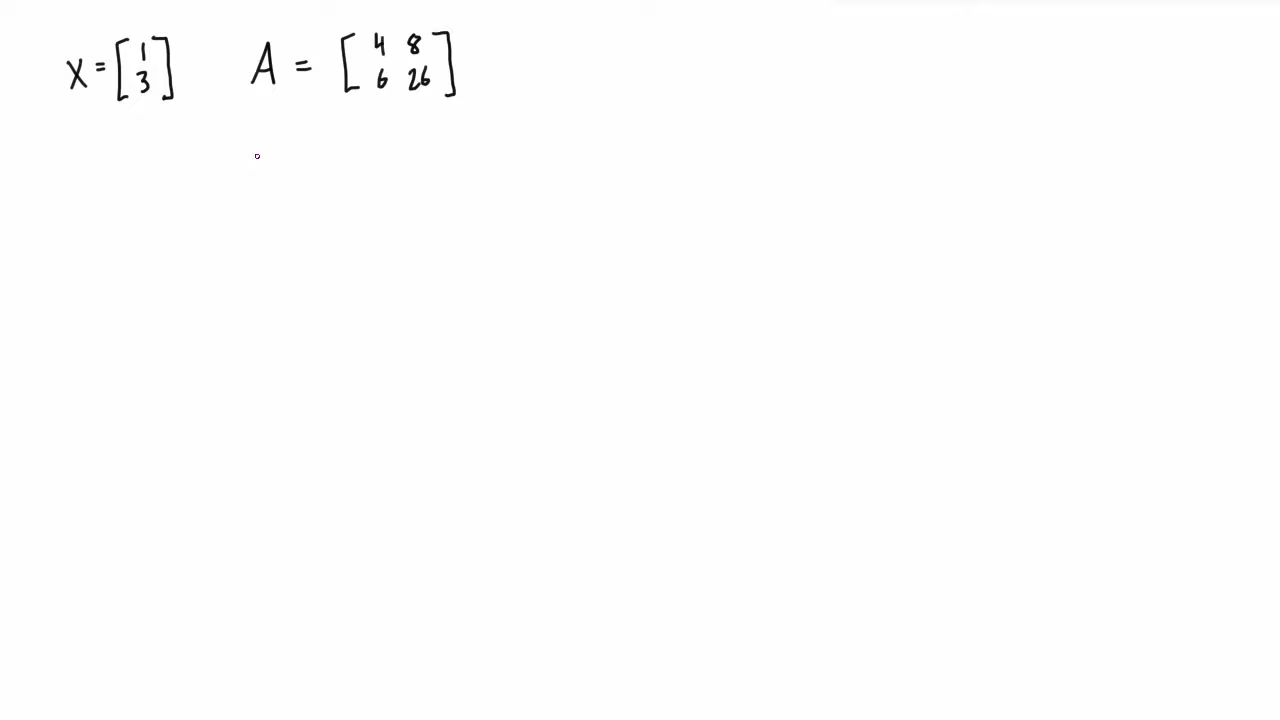 x = [1 3] A = [4 8 6 26]